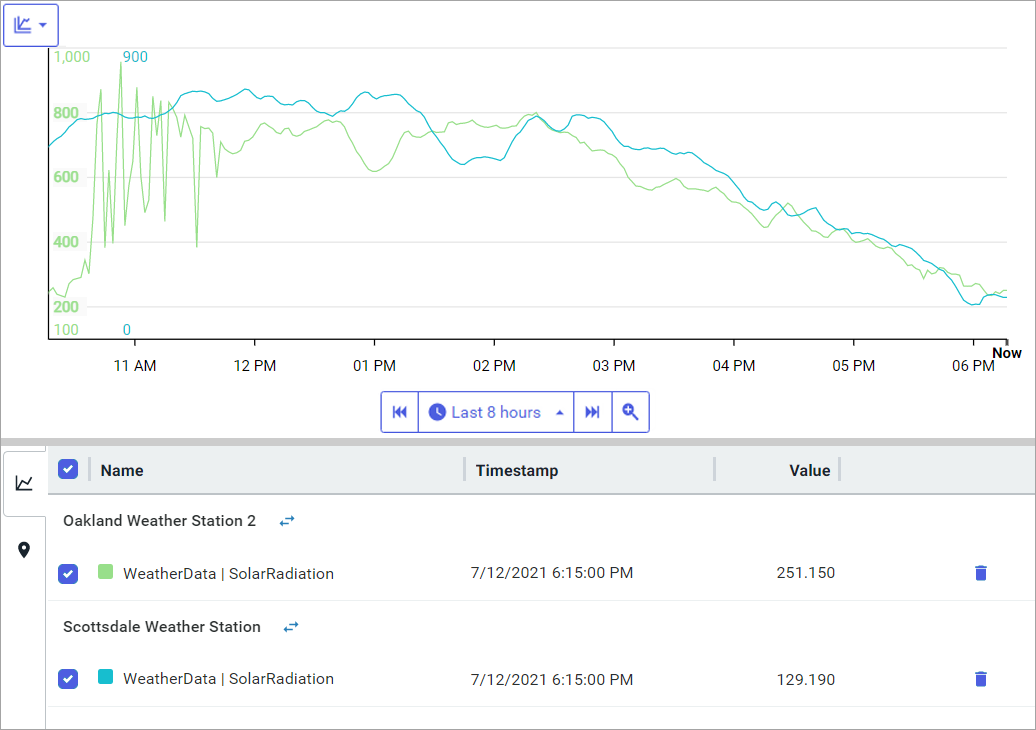 1,000 900
800
600
400
200
100 0
11 AM 12 PM 01 PM 02 PM 03 PM 04 PM 05 PM 06 PM Now
Last 8 hours
Name Timestamp Value
Oakland Weather Station 2
WeatherData | SolarRadiation 7/12/2021 6:15:00 PM 251.150
Scottsdale Weather Station
WeatherData | SolarRadiation 7/12/2021 6:15:00 PM 129.190